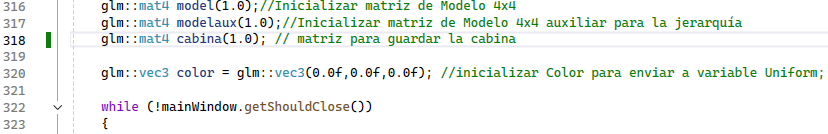 316 glm::mat4 model(1.0);//Inicializar matriz de Modelo 4x4
317 glm::mat4 modelaux(1.0);//Inicializar matriz de Modelo 4x4 auxiliar para la jerarquía
318 glm::mat4 cabina(1.0); // matriz para guardar la cabina
319
320 glm::vec3 color = glm::vec3(0.0f,0.0f,0.0f); //inicializar Color para enviar a variable Uniform;
321
322 while (!mainWindow.getShouldClose())
323 {